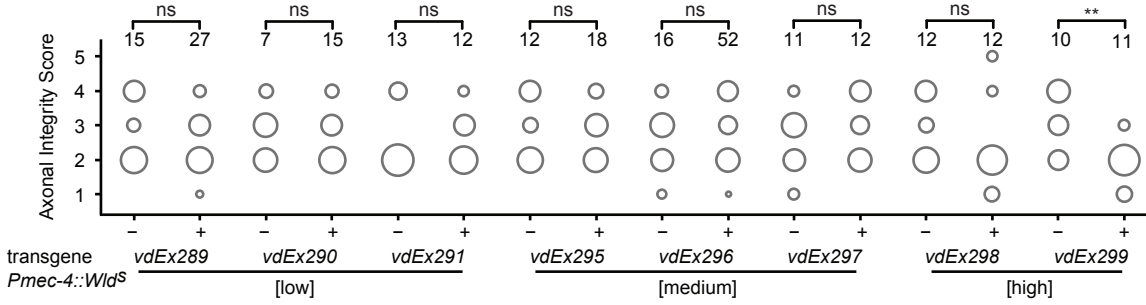 ns ns ns ns ns ns ns **
15 27 7 15 13 12 12 18 16 52 11 12 12 12 10 11
Axonal Integrity Score
5
4
3
2
1
– + – + – + – + – + – + – + – +
transgene vdEx289 vdEx290 vdEx291 vdEx295 vdEx296 vdEx297 vdEx298 vdEx299
Pmec-4::Wldˢ
[low] [medium] [high]